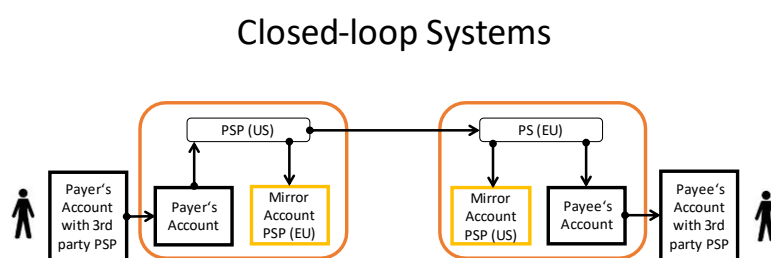 Closed-loop Systems
PSP (US)
PS (EU)
Payer‘s
Account
with 3rd
party PSP
Payer‘s
Account
Mirror
Account
PSP (EU)
Mirror
Account
PSP (US)
Payee‘s
Account
Payee‘s
Account
with 3rd
party PSP